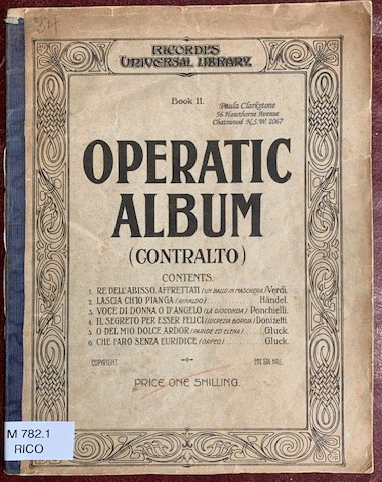 RICORDI'S
UNIVERSAL LIBRARY.
Book 11.
Paula Clarkstone
56 Hawthorne Avenue
Chatswood N.S.W. 2067
OPERATIC
ALBUM
(CONTRALTO)
CONTENTS.
1. RE DELL'ABISSO, AFFRETTATI (UN BALLO IN MASCHERA) Verdi.
2. LASCIA CH'IO PIANGA (RINALDO) Händel.
3. VOCE DI DONNA O D'ANGELO (LA GIOCONDA) Ponchielli.
4. IL SEGRETO PER ESSER FELICI (LUCREZIA BORGIA) Donizetti.
5. O DEL MIO DOLCE ARDOR (PARIDE ED ELENA) Gluck.
6. CHE FARO SENZA EURIDICE (ORFEO) Gluck.
COPYRIGHT
PRICE ONE SHILLING
M 782.1
RICO